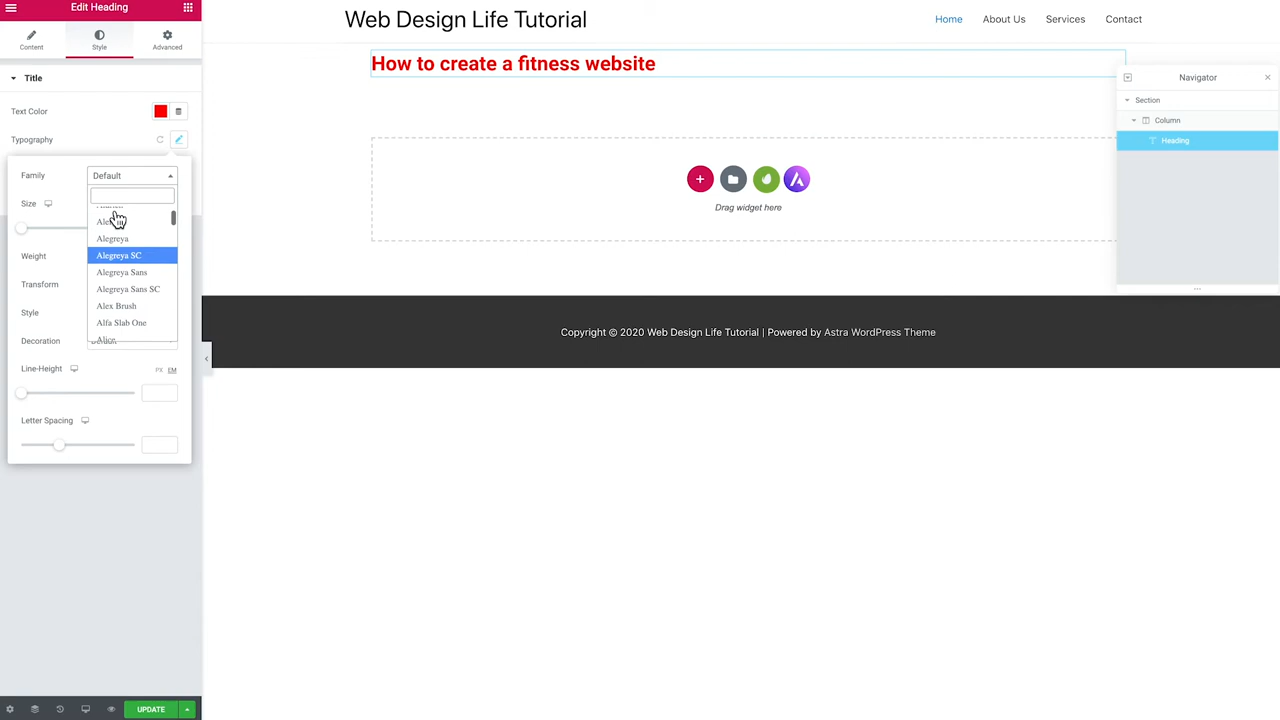 Edit Heading
Content
Style
Advanced
Title
Text Color
Typography
Family
Default
Size
Alegreya
Alegreya SC
Alegreya Sans
Alegreya Sans SC
Alex Brush
Alfa Slab One
Alice
Weight
Transform
Style
Decoration
Line-Height
PX EM
Letter Spacing
UPDATE
Web Design Life Tutorial
Home
About Us
Services
Contact
How to create a fitness website
Drag widget here
Copyright © 2020 Web Design Life Tutorial | Powered by Astra WordPress Theme
Navigator
Section
Column
Heading